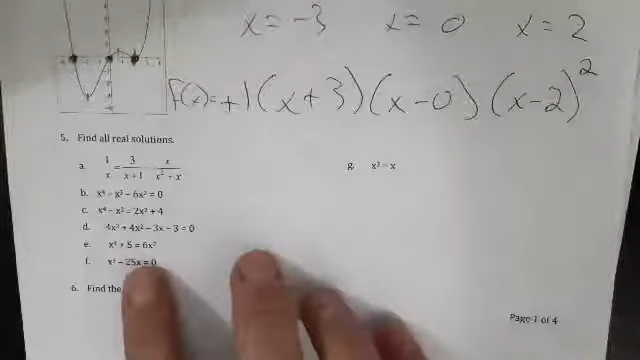 x = -3 x = 0 x = 2
f(x) = +1(x+3)(x-0)(x-2)²
5. Find all real solutions.
a. 1/x = 3/(x+1) - x/(x²+x)
b. x⁴ - x³ - 6x² = 0
c. x⁴ - x² = 2x² + 4
d. 4x³ + 4x² - 3x - 3 = 0
e. x⁴ + 5 = 6x²
f. x³ - 25x = 0
g. x³ = x
6. Find the
Page 1 of 4